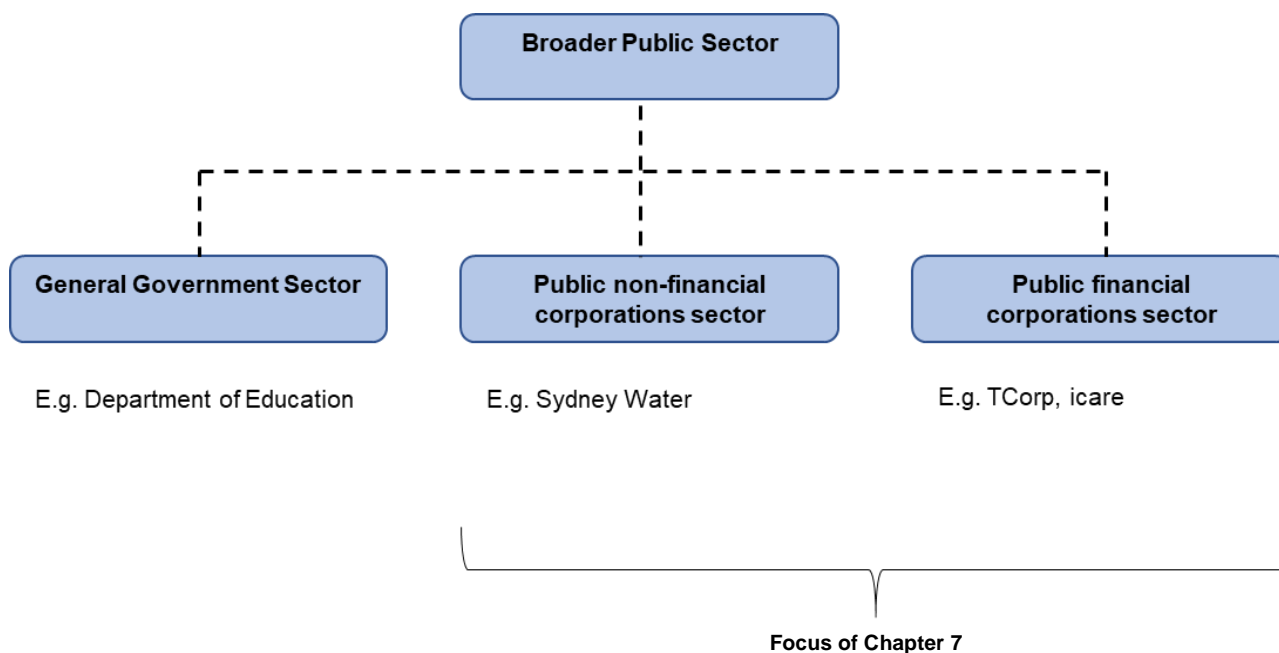 Broader Public Sector
General Government Sector
Public non-financial
corporations sector
Public financial
corporations sector
E.g. Department of Education
E.g. Sydney Water
E.g. TCorp, icare
Focus of Chapter 7